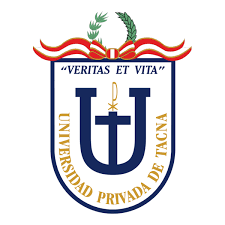 "VERITAS ET VITA"
UNIVERSIDAD PRIVADA DE TACNA